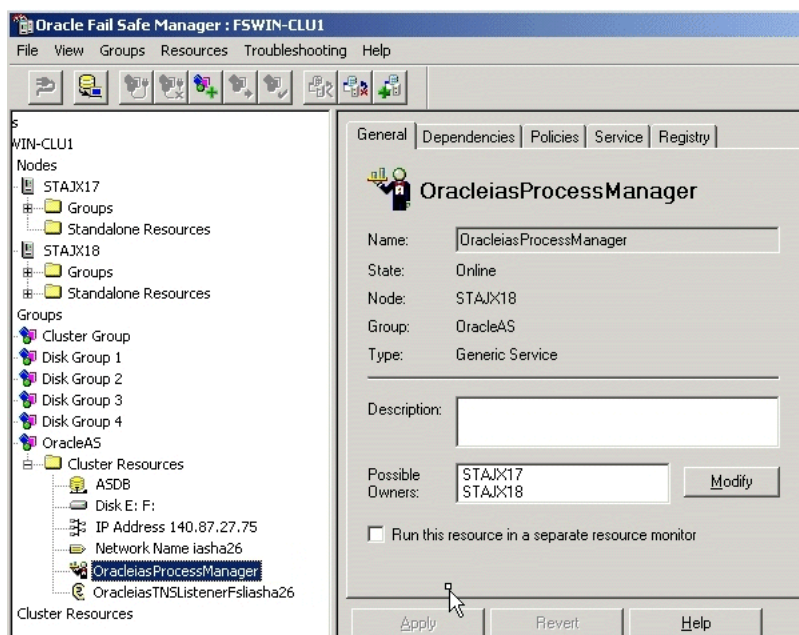 Oracle Fail Safe Manager : FSWIN-CLU1
File View Groups Resources Troubleshooting Help
s
WIN-CLU1
Nodes
STAJX17
Groups
Standalone Resources
STAJX18
Groups
Standalone Resources
Groups
Cluster Group
Disk Group 1
Disk Group 2
Disk Group 3
Disk Group 4
OracleAS
Cluster Resources
ASDB
Disk E: F:
IP Address 140.87.27.75
Network Name iasha26
OracleiasProcessManager
OracleiasTNSListenerFsliasha26
Cluster Resources
General Dependencies Policies Service Registry
OracleiasProcessManager
Name: OracleiasProcessManager
State: Online
Node: STAJX18
Group: OracleAS
Type: Generic Service
Description:
Possible Owners:
STAJX17
STAJX18
Modify
Run this resource in a separate resource monitor
Apply Revert Help